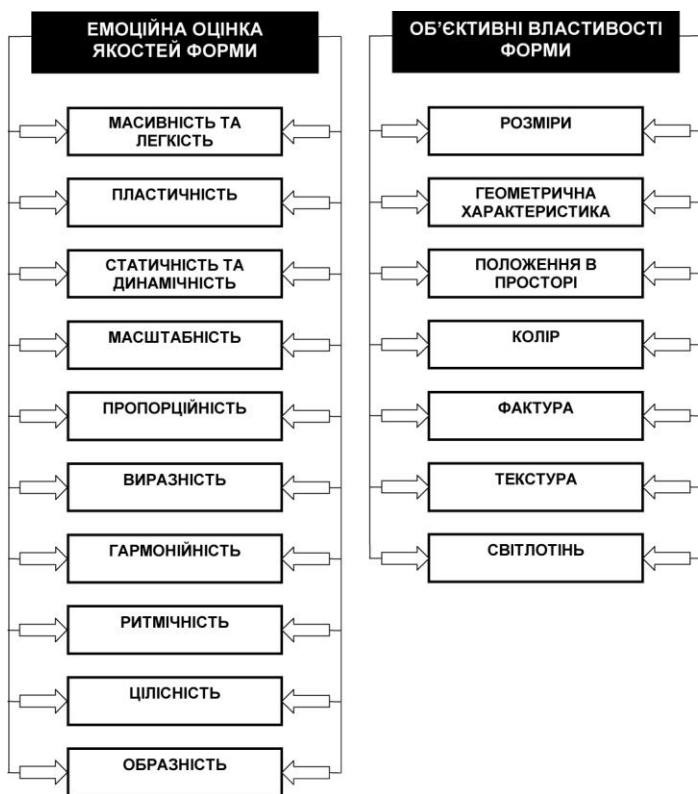 ЕМОЦІЙНА ОЦІНКА
ЯКОСТЕЙ ФОРМИ
МАСИВНІСТЬ ТА
ЛЕГКІСТЬ
ПЛАСТИЧНІСТЬ
СТАТИЧНІСТЬ ТА
ДИНАМІЧНІСТЬ
МАСШТАБНІСТЬ
ПРОПОРЦІЙНІСТЬ
ВИРАЗНІСТЬ
ГАРМОНІЙНІСТЬ
РИТМІЧНІСТЬ
ЦІЛІСНІСТЬ
ОБРАЗНІСТЬ
ОБ’ЄКТИВНІ ВЛАСТИВОСТІ
ФОРМИ
РОЗМІРИ
ГЕОМЕТРИЧНА
ХАРАКТЕРИСТИКА
ПОЛОЖЕННЯ В
ПРОСТОРІ
КОЛІР
ФАКТУРА
ТЕКСТУРА
СВІТЛОТІНЬ